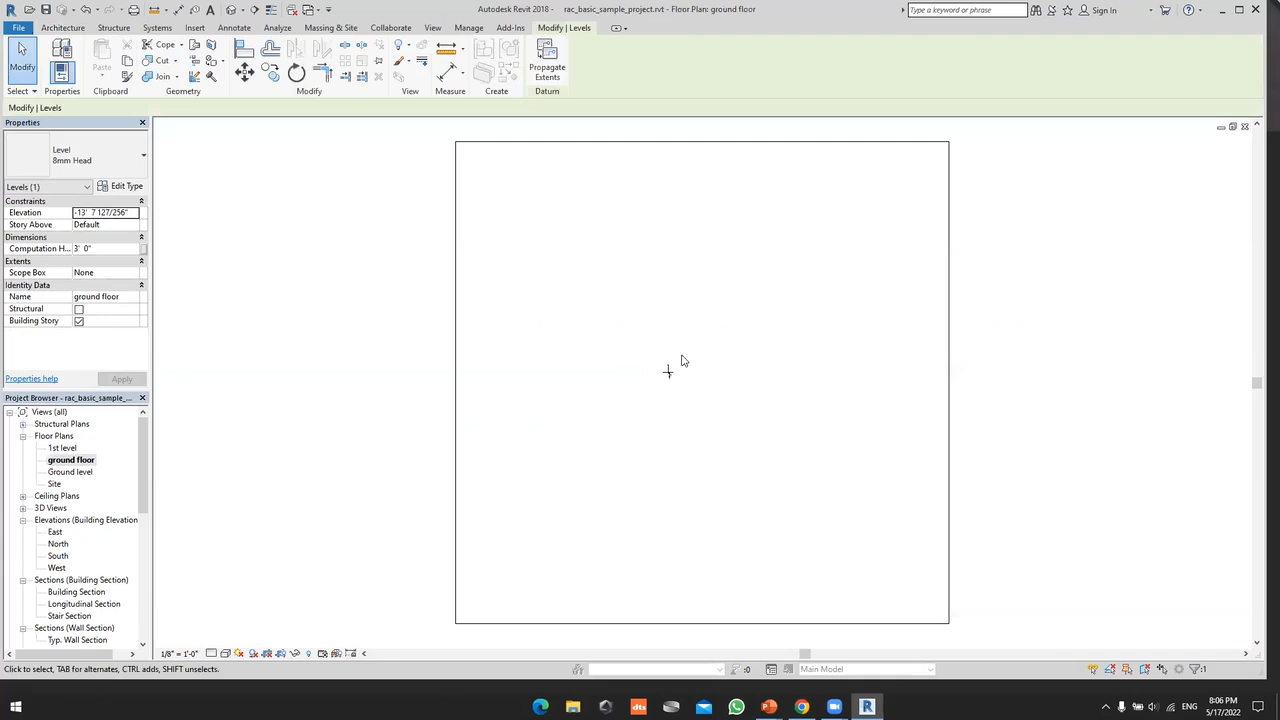 Autodesk Revit 2018 - rac_basic_sample_project.rvt - Floor Plan: ground floor
Type a keyword or phrase
Sign In
File Architecture Structure Systems Insert Annotate Analyze Massing & Site Collaborate View Manage Add-Ins Modify | Levels
Modify
Properties
Paste
Cope
Cut
Join
Propagate
Extents
Select Properties Clipboard Geometry Modify View Measure Create Datum
Modify | Levels
Properties
Level
8mm Head
Levels (1)
Edit Type
Constraints
Elevation -13' 7 127/256"
Story Above Default
Dimensions
Computation H... 3' 0"
Extents
Scope Box None
Identity Data
Name ground floor
Structural
Building Story
Properties help
Apply
Project Browser - rac_basic_sample_...
Views (all)
Structural Plans
Floor Plans
1st level
ground floor
Ground level
Site
Ceiling Plans
3D Views
Elevations (Building Elevation
East
North
South
West
Sections (Building Section)
Building Section
Longitudinal Section
Stair Section
Sections (Wall Section)
Typ. Wall Section
1/8" = 1'-0"
Click to select, TAB for alternates, CTRL adds, SHIFT unselects.
:0
Main Model
:1
dts
ENG
8:06 PM
5/17/2022